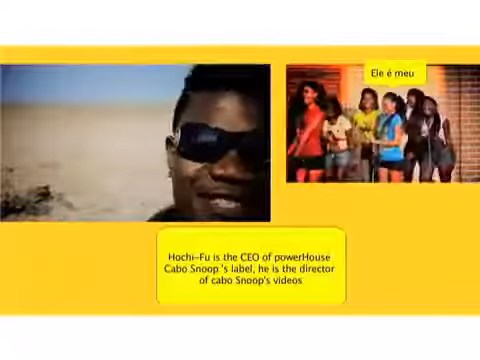 Ele é meu
Hochi-Fu is the CEO of powerHouse
Cabo Snoop 's label, he is the director
of cabo Snoop's videos